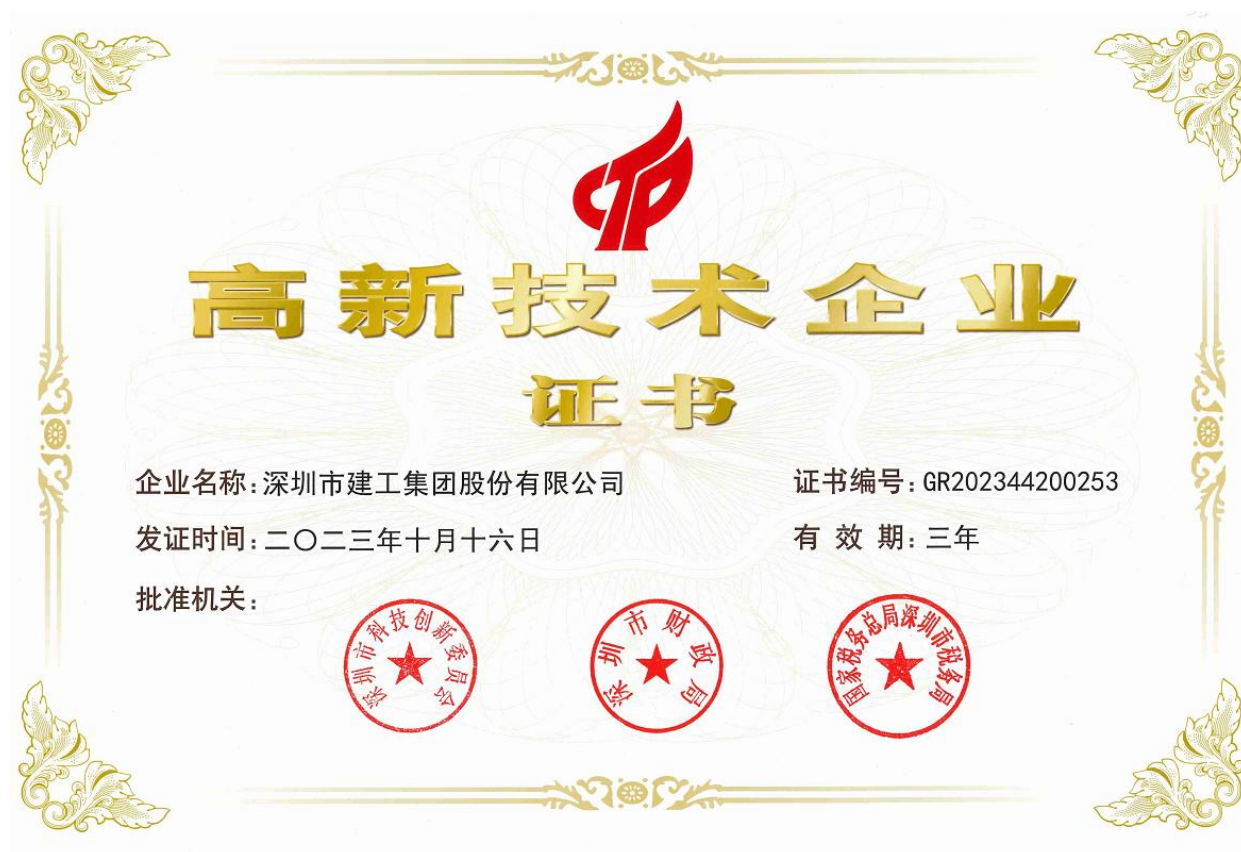 高新技术企业
证书
企业名称:深圳市建工集团股份有限公司
证书编号:GR202344200253
发证时间:二〇二三年十月十六日
有效期:三年
批准机关:
深圳市科技创新委员会
深圳市财政局
国家税务总局深圳市税务局